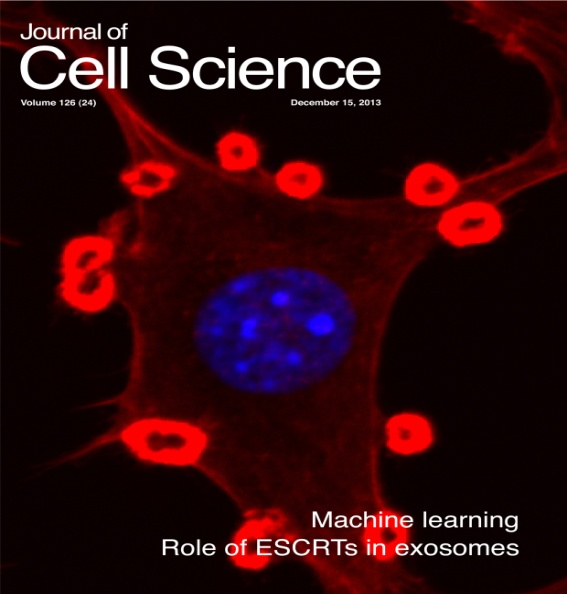 Journal of
Cell Science
Volume 126 (24)
December 15, 2013
Machine learning
Role of ESCRTs in exosomes